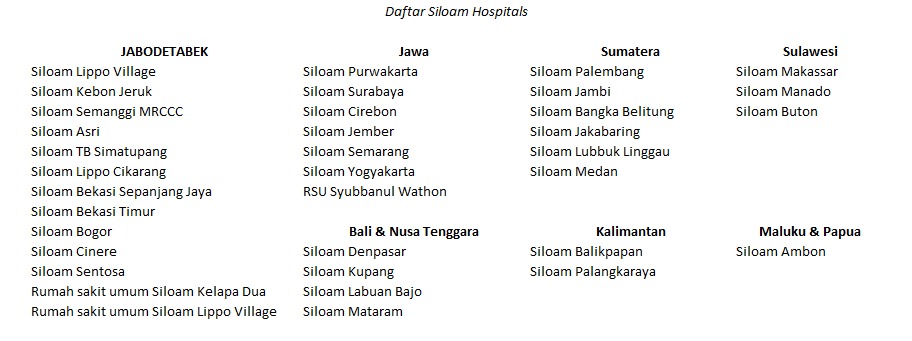 Daftar Siloam Hospitals
JABODETABEK
Siloam Lippo Village
Siloam Kebon Jeruk
Siloam Semanggi MRCCC
Siloam Asri
Siloam TB Simatupang
Siloam Lippo Cikarang
Siloam Bekasi Sepanjang Jaya
Siloam Bekasi Timur
Siloam Bogor
Siloam Cinere
Siloam Sentosa
Rumah sakit umum Siloam Kelapa Dua
Rumah sakit umum Siloam Lippo Village
Jawa
Siloam Purwakarta
Siloam Surabaya
Siloam Cirebon
Siloam Jember
Siloam Semarang
Siloam Yogyakarta
RSU Syubbanul Wathon
Bali & Nusa Tenggara
Siloam Denpasar
Siloam Kupang
Siloam Labuan Bajo
Siloam Mataram
Sumatera
Siloam Palembang
Siloam Jambi
Siloam Bangka Belitung
Siloam Jakabaring
Siloam Lubbuk Linggau
Siloam Medan
Kalimantan
Siloam Balikpapan
Siloam Palangkaraya
Sulawesi
Siloam Makassar
Siloam Manado
Siloam Buton
Maluku & Papua
Siloam Ambon